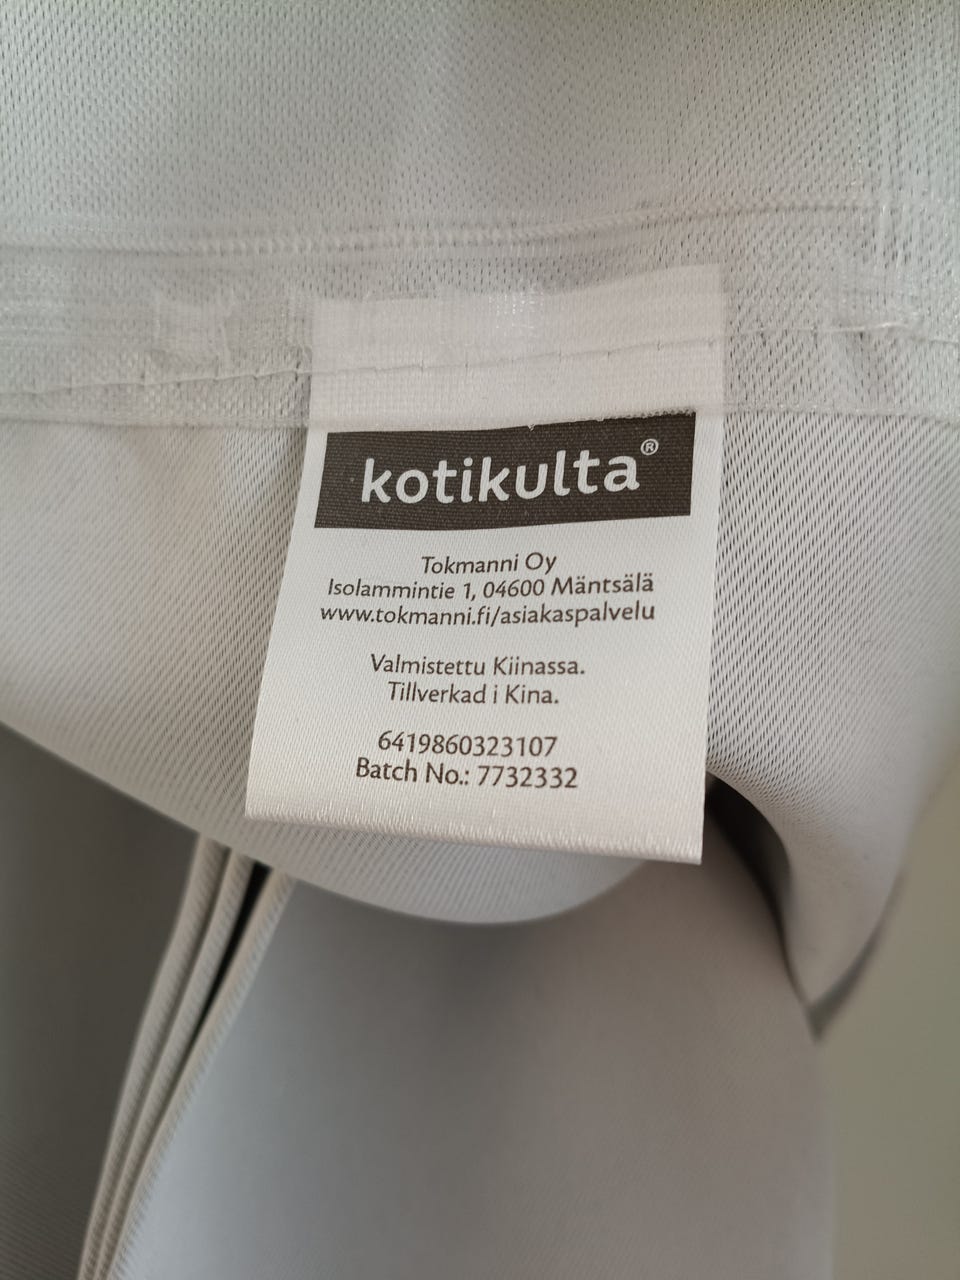 kotikulta®
Tokmanni Oy
Isolammintie 1, 04600 Mäntsälä
www.tokmanni.fi/asiakaspalvelu
Valmistettu Kiinassa.
Tillverkad i Kina.
6419860323107
Batch No.: 7732332